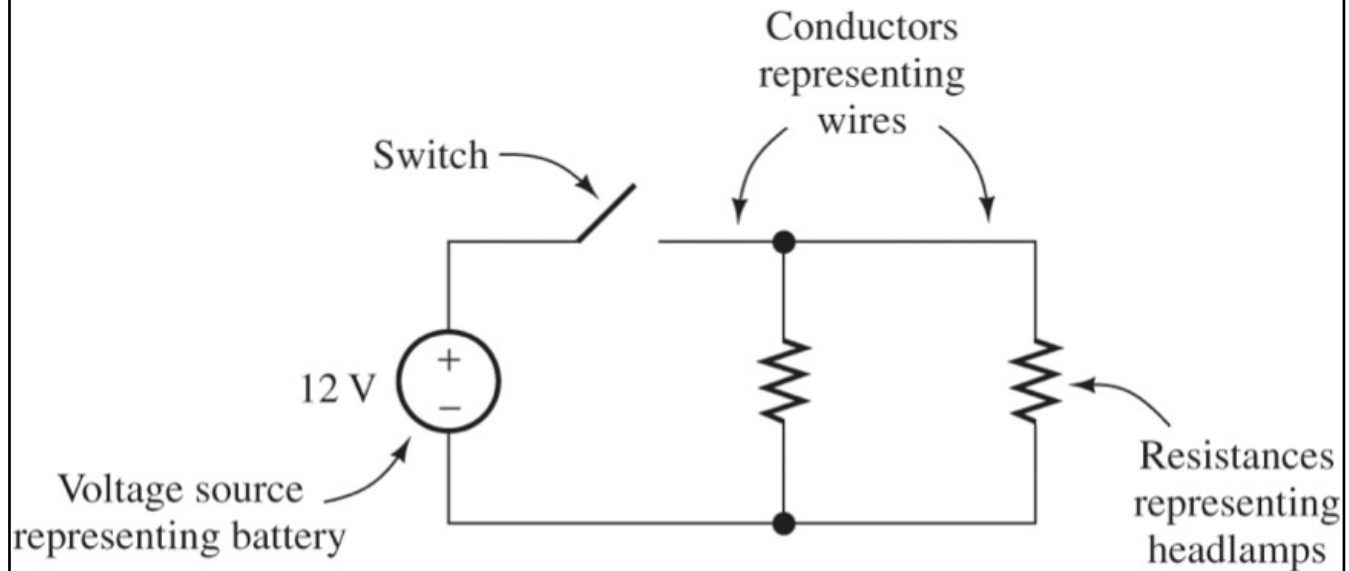 Conductors
representing
wires
Switch
12 V
+
−
Voltage source
representing battery
Resistances
representing
headlamps